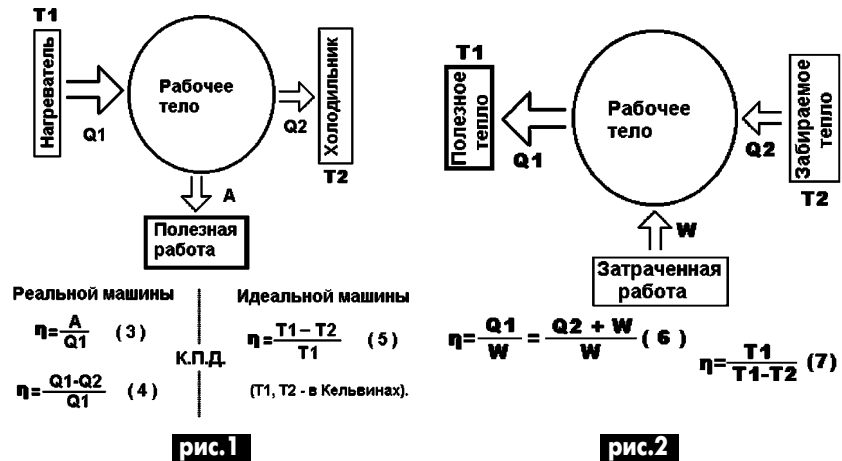 T1
Нагреватель
Q1
Рабочее
тело
Q2
Холодильник
T2
A
Полезная
работа
Реальной машины
Идеальной машины
η=A/Q1 (3)
η=T1–T2/T1 (5)
К.П.Д.
η=Q1-Q2/Q1 (4)
(T1, T2 - в Кельвинах).
рис.1
T1
Полезное
тепло
Q1
Рабочее
тело
Q2
Забираемое
тепло
T2
W
Затраченная
работа
η=Q1/W = Q2 + W/W (6)
η=T1/T1-T2 (7)
рис.2